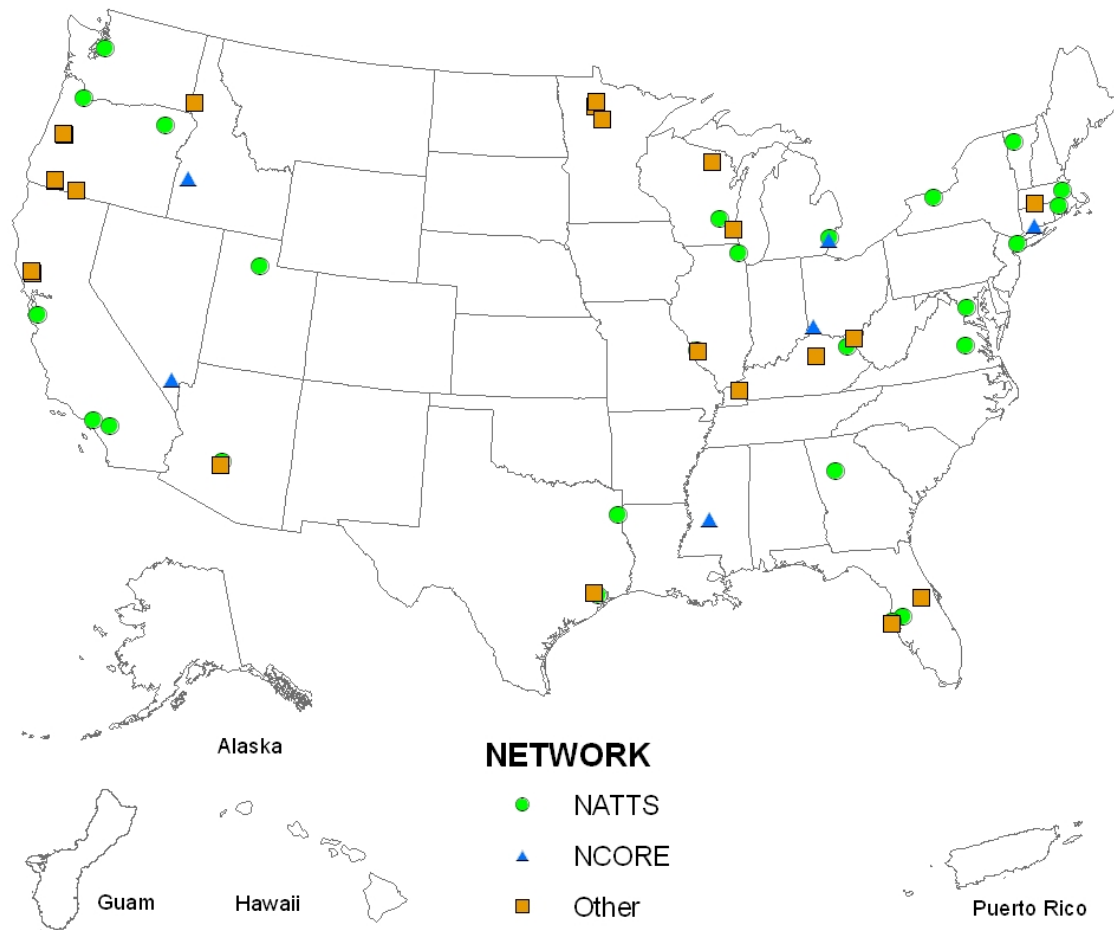 Alaska
NETWORK
NATTS
NCORE
Other
Guam
Hawaii
Puerto Rico